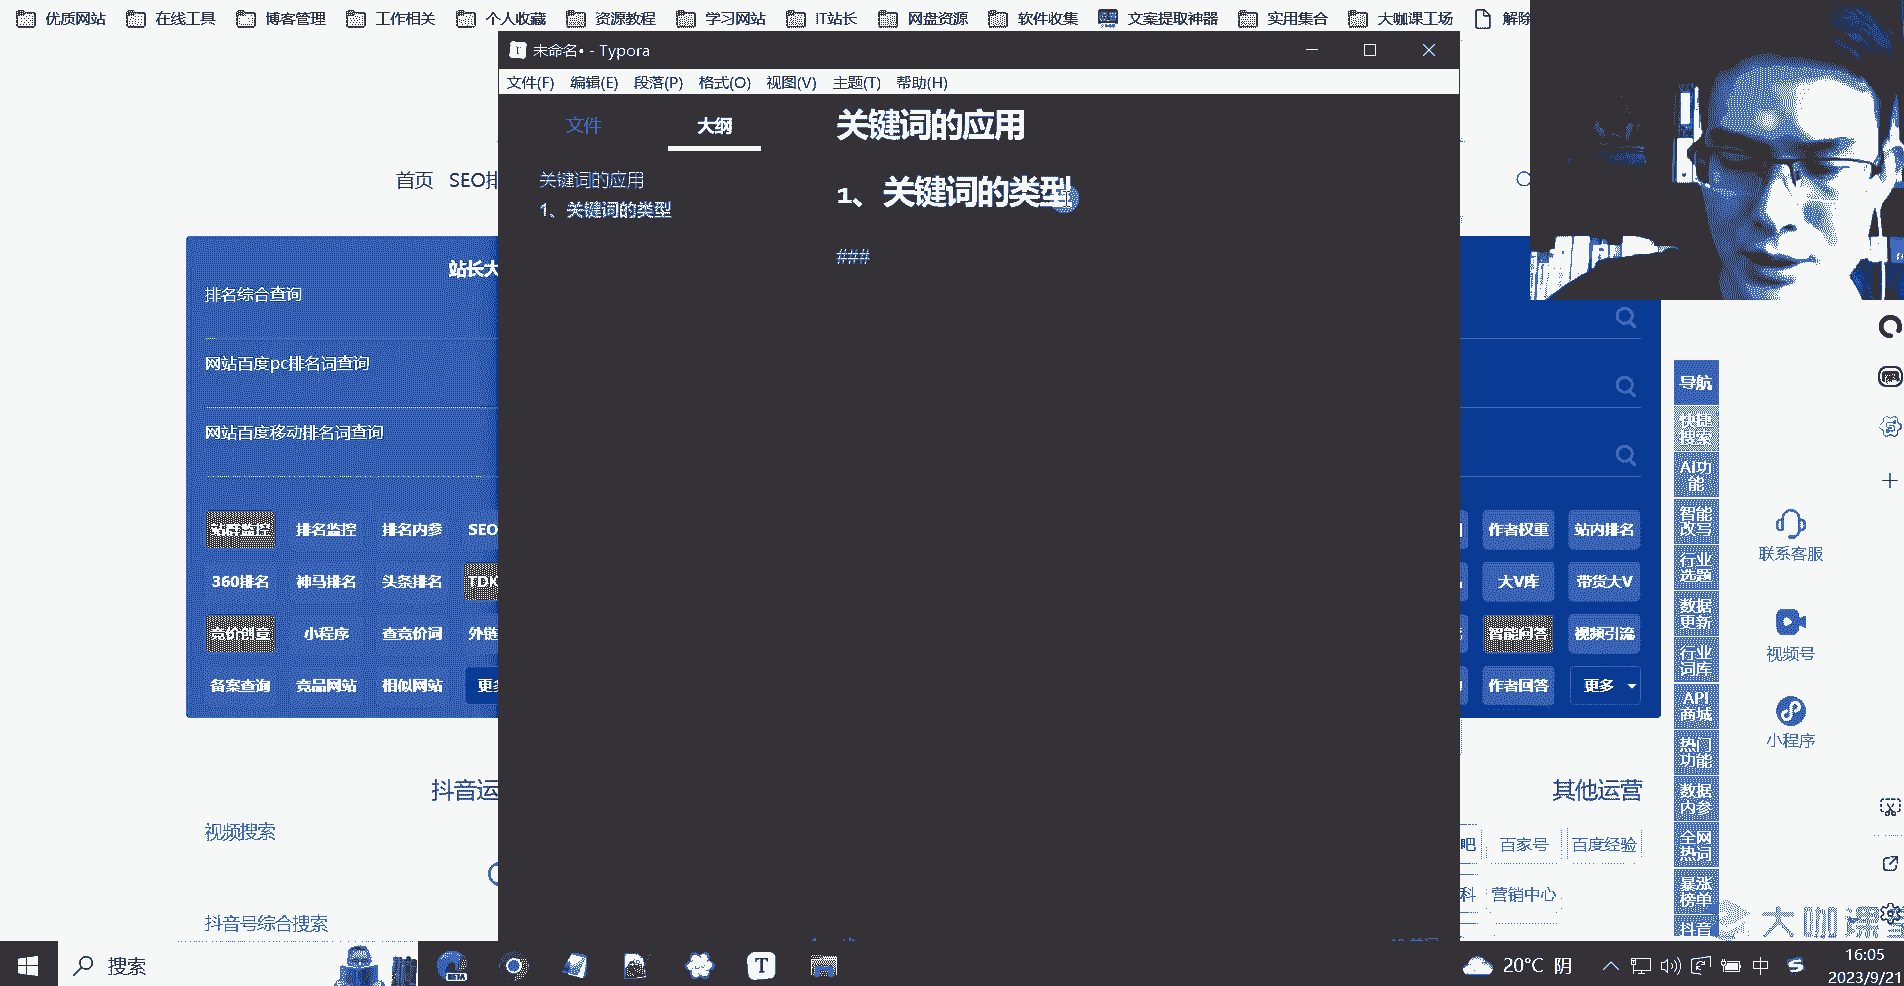 优质网站 在线工具 博客管理 工作相关 个人收藏 资源教程 学习网站 IT站长 网盘资源 软件收集 文案提取神器 实用集合 大咖课工场 解除
未命名• - Typora
文件(F) 编辑(E) 段落(P) 格式(O) 视图(V) 主题(T) 帮助(H)
文件 大纲
关键词的应用
1、关键词的类型
关键词的应用
1、关键词的类型
###
首页 SEO排
站长大
排名综合查询
网站百度pc排名词查询
网站百度移动排名词查询
站群监控 排名监控 排名内参 SEO
360排名 神马排名 头条排名 TDK
竞价创意 小程序 查竞价词 外链
备案查询 竞品网站 相似网站 更多
作者权重 站内排名
大V库 带货大V
智能问答 视频引流
作者回答 更多
导航
快捷搜索
AI功能
智能改写
行业选题
数据更新
行业词库
API商城
热门功能
数据内参
全网热词
暴涨榜单
抖音
联系客服
视频号
小程序
抖音运
视频搜索
抖音号综合搜索
其他运营
吧 百家号 百度经验
科 营销中心
大咖课堂
搜索
BETA
T
20°C 阴
中
16:05
2023/9/21